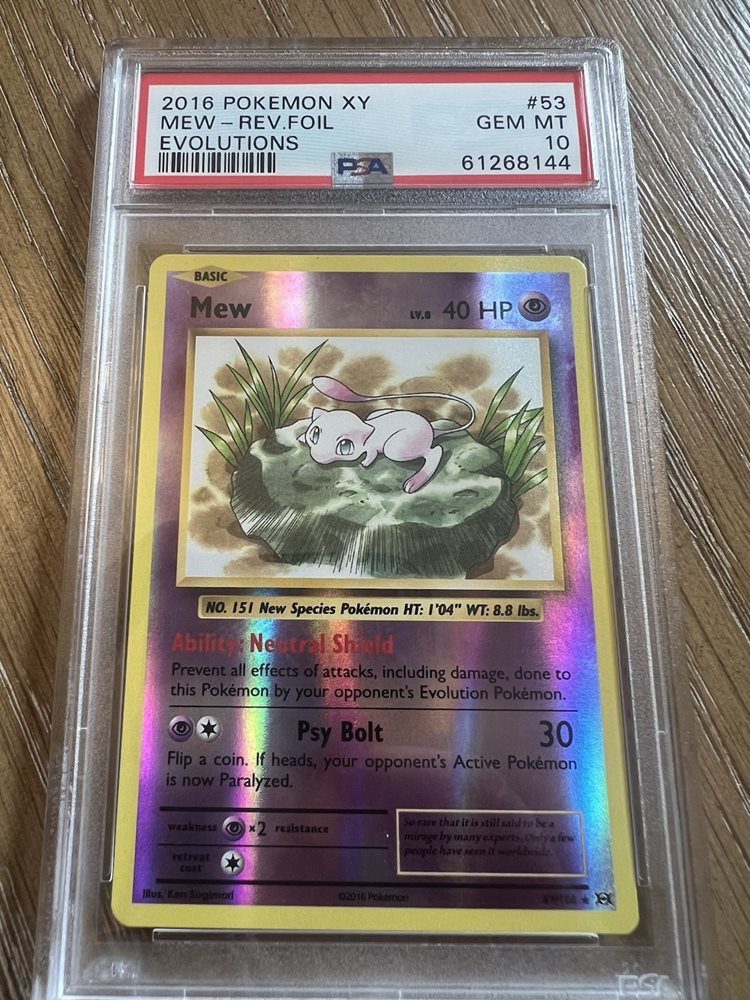 2016 POKEMON XY #53
MEW - REV.FOIL GEM MT
EVOLUTIONS 10
PSA 61268144
BASIC
Mew LV.8 40 HP
NO. 151 New Species Pokémon HT: 1'04" WT: 8.8 lbs.
Ability: Neutral Shield
Prevent all effects of attacks, including damage, done to
this Pokémon by your opponent's Evolution Pokémon.
Psy Bolt 30
Flip a coin. If heads, your opponent's Active Pokémon
is now Paralyzed.
weakness ×2 resistance
retreat
cost
So rare that it is still said to be a
mirage by many experts. Only a few
people have seen it worldwide.
Illus. Ken Sugimori ©2016 Pokémon